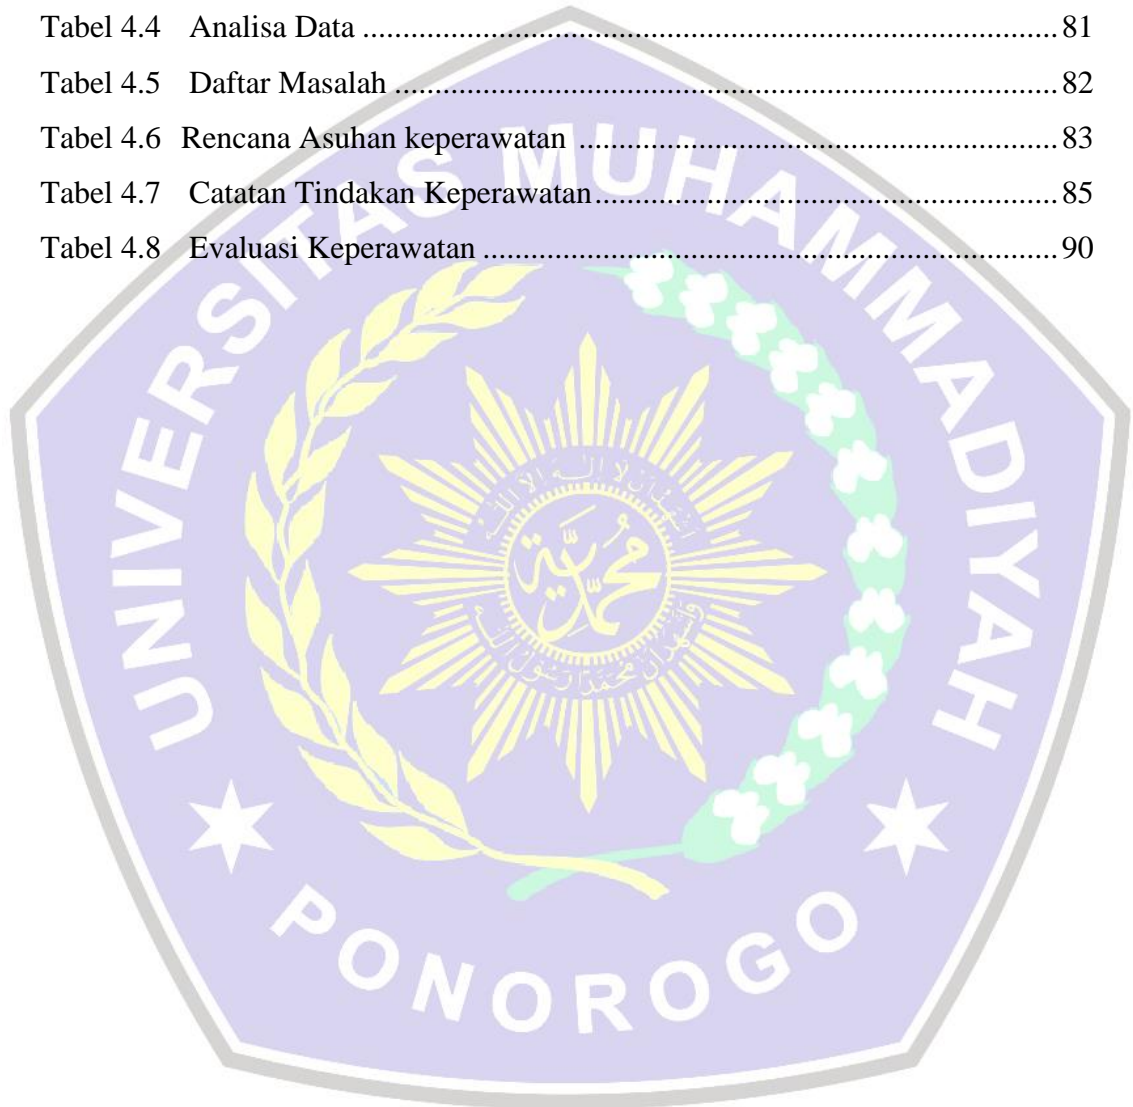 Tabel 4.4 Analisa Data ........................................................................................ 81
Tabel 4.5 Daftar Masalah .................................................................................... 82
Tabel 4.6 Rencana Asuhan keperawatan ............................................................. 83
Tabel 4.7 Catatan Tindakan Keperawatan........................................................... 85
Tabel 4.8 Evaluasi Keperawatan ......................................................................... 90
UNIVERSITAS MUHAMMADIYAH
محمدية
PONOROGO